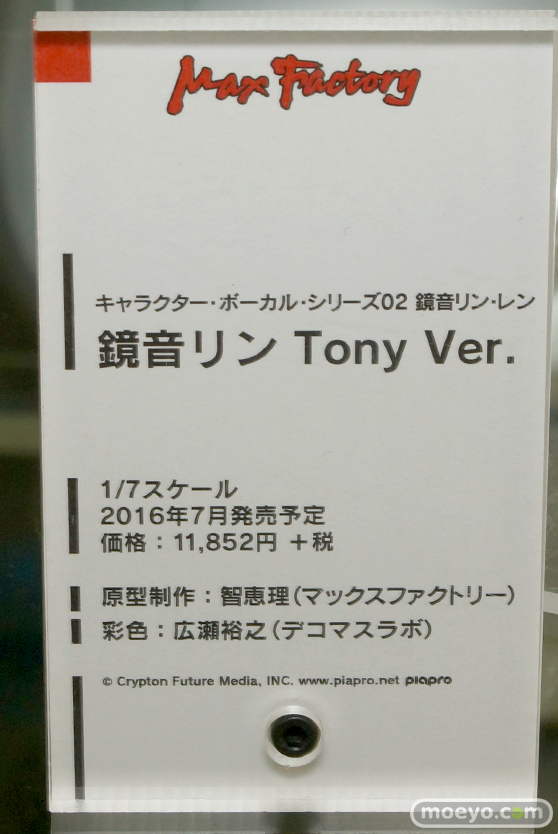 Max Factory
キャラクター・ボーカル・シリーズ02 鏡音リン・レン
鏡音リン Tony Ver.
1/7スケール
2016年7月発売予定
価格：11,852円 ＋税
原型制作：智恵理（マックスファクトリー）
彩色：広瀬裕之（デコマスラボ）
© Crypton Future Media, INC. www.piapro.net piapro
moeyo.com